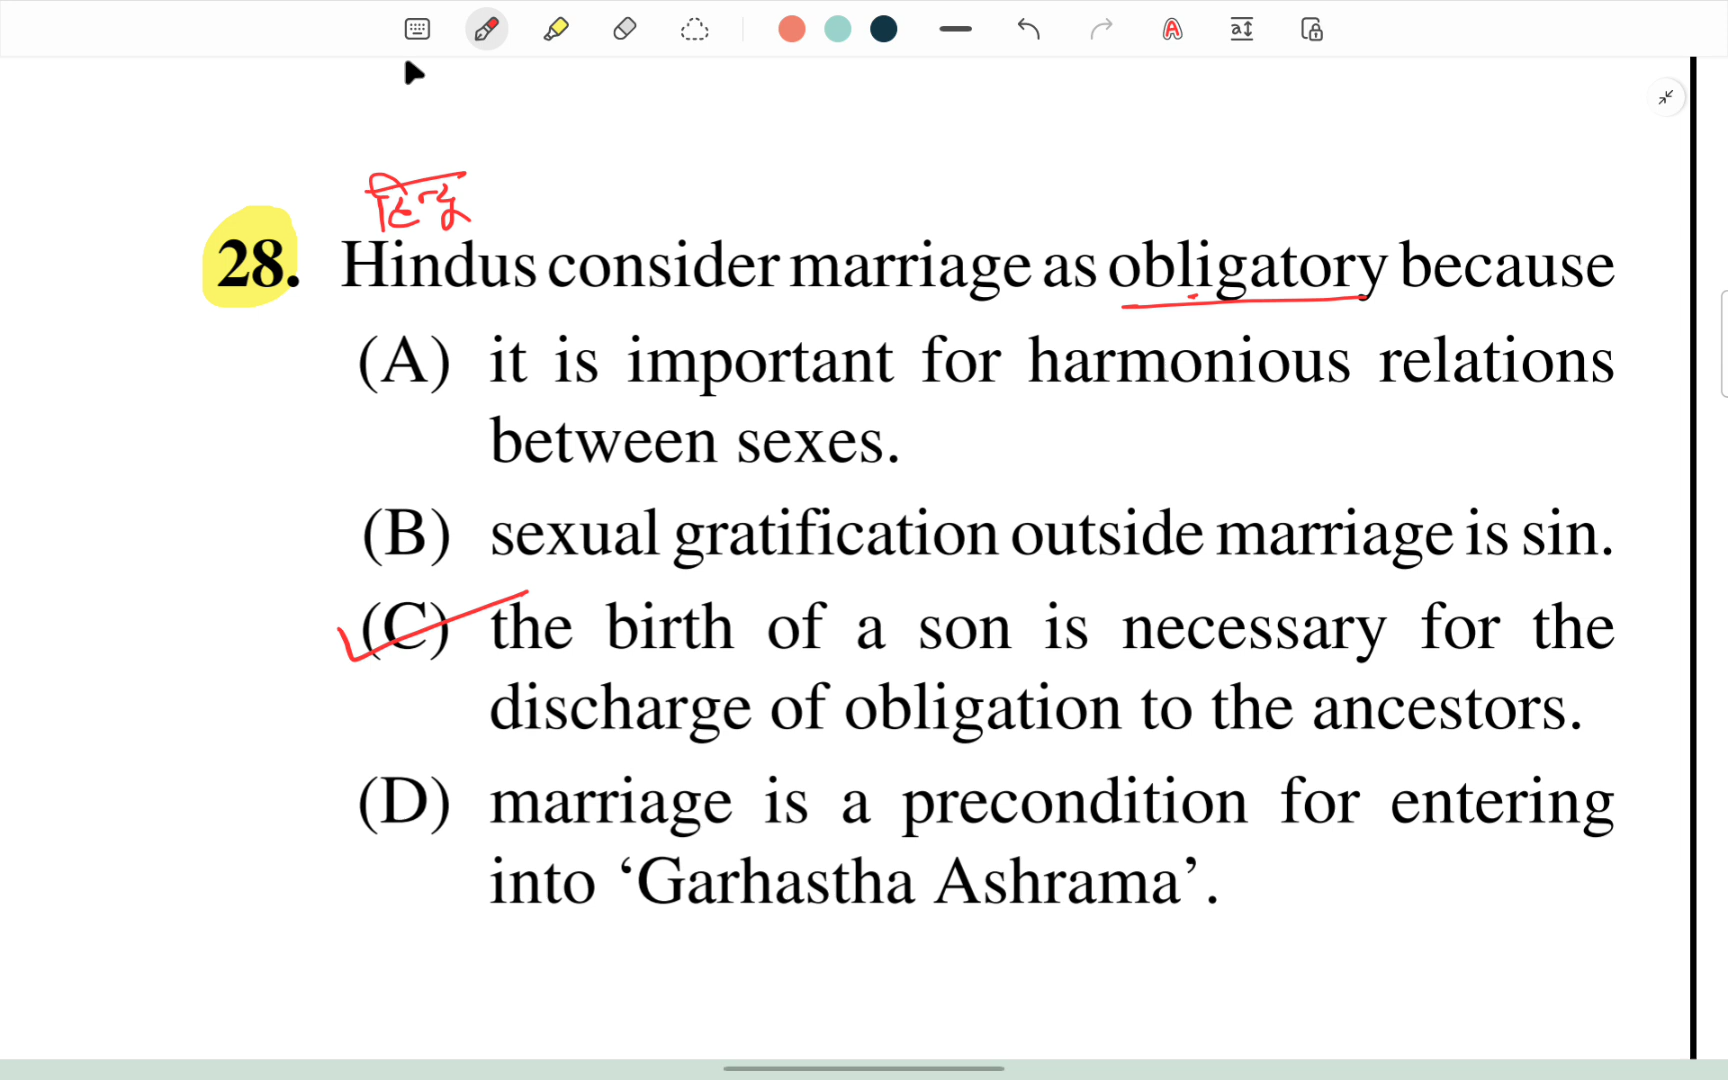 हिन्दू
28. Hindus consider marriage as obligatory because
(A) it is important for harmonious relations
between sexes.
(B) sexual gratification outside marriage is sin.
(C) the birth of a son is necessary for the
discharge of obligation to the ancestors.
(D) marriage is a precondition for entering
into ‘Garhastha Ashrama’.